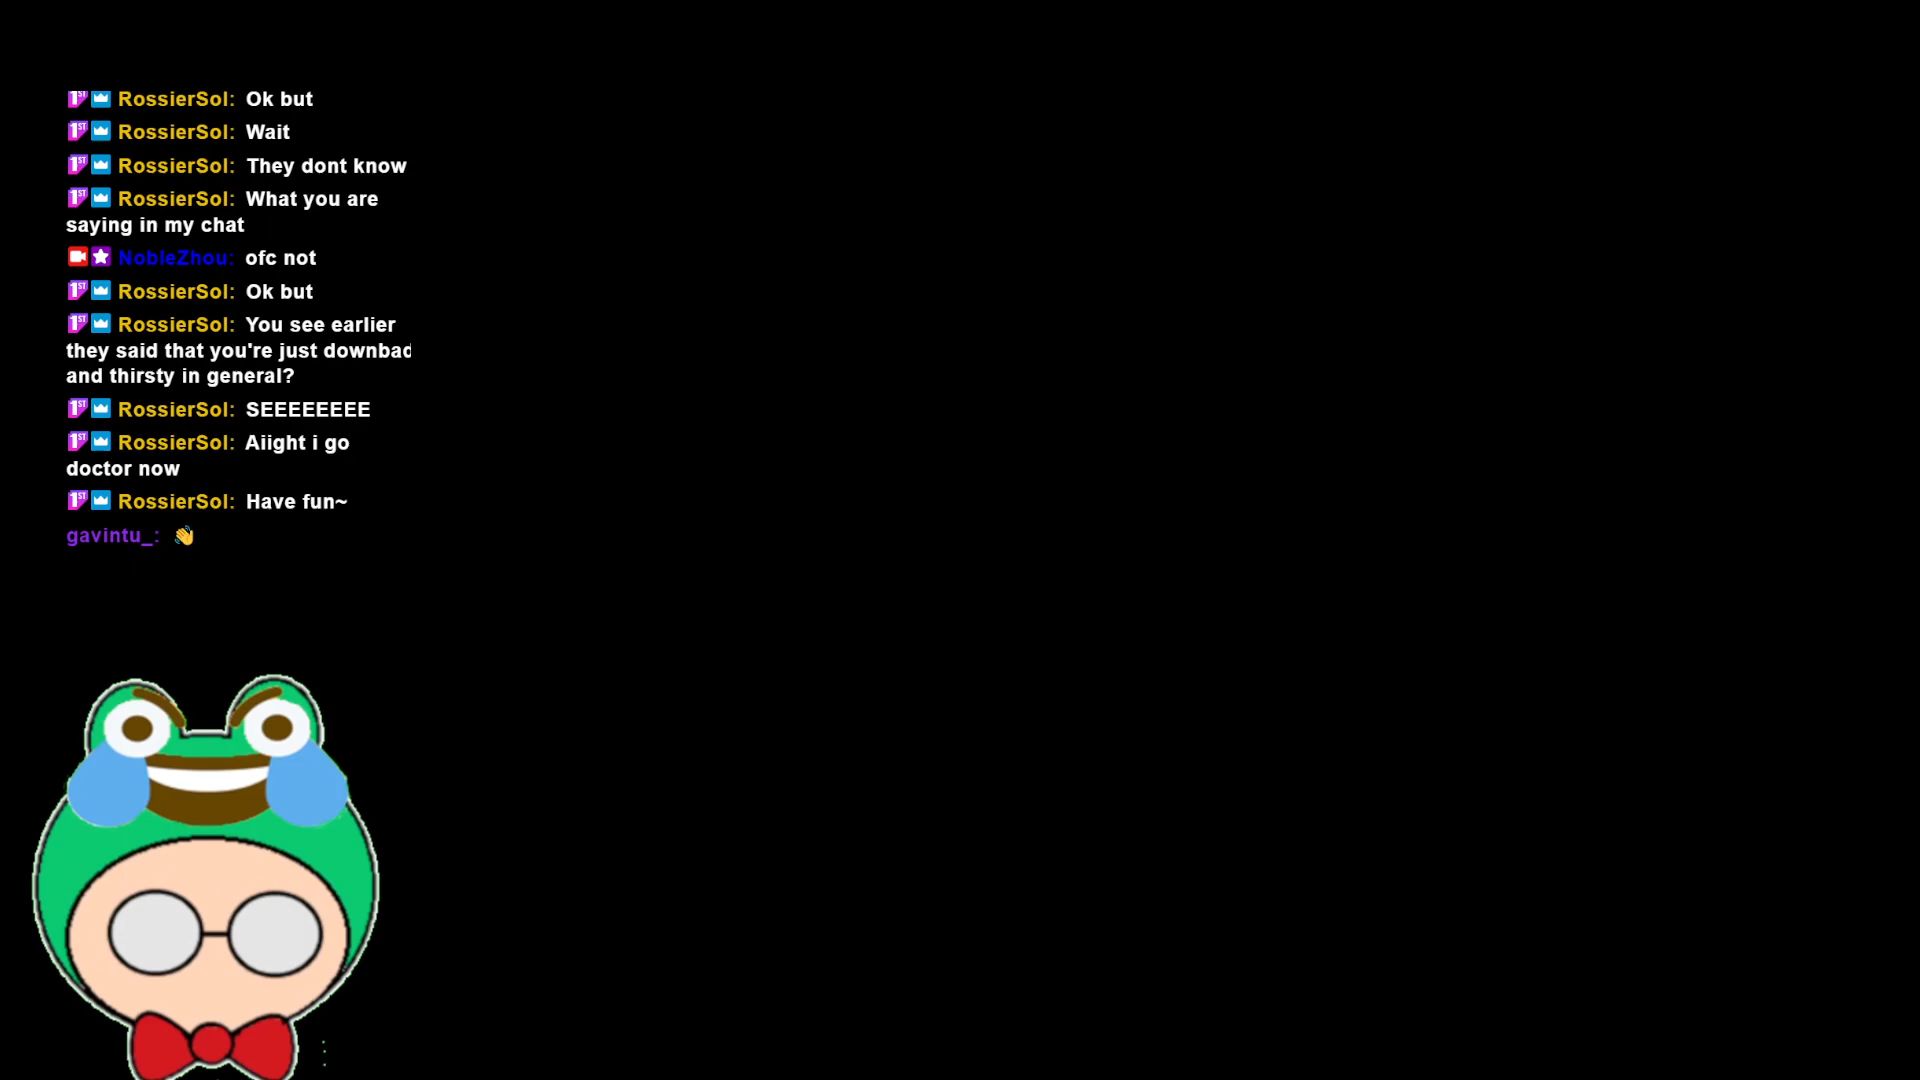 RossierSol: Ok but
RossierSol: Wait
RossierSol: They dont know
RossierSol: What you are
saying in my chat
NobleZhou: ofc not
RossierSol: Ok but
RossierSol: You see earlier
they said that you're just downbad
and thirsty in general?
RossierSol: SEEEEEEEE
RossierSol: Aiight i go
doctor now
RossierSol: Have fun~
gavintu_: 👋